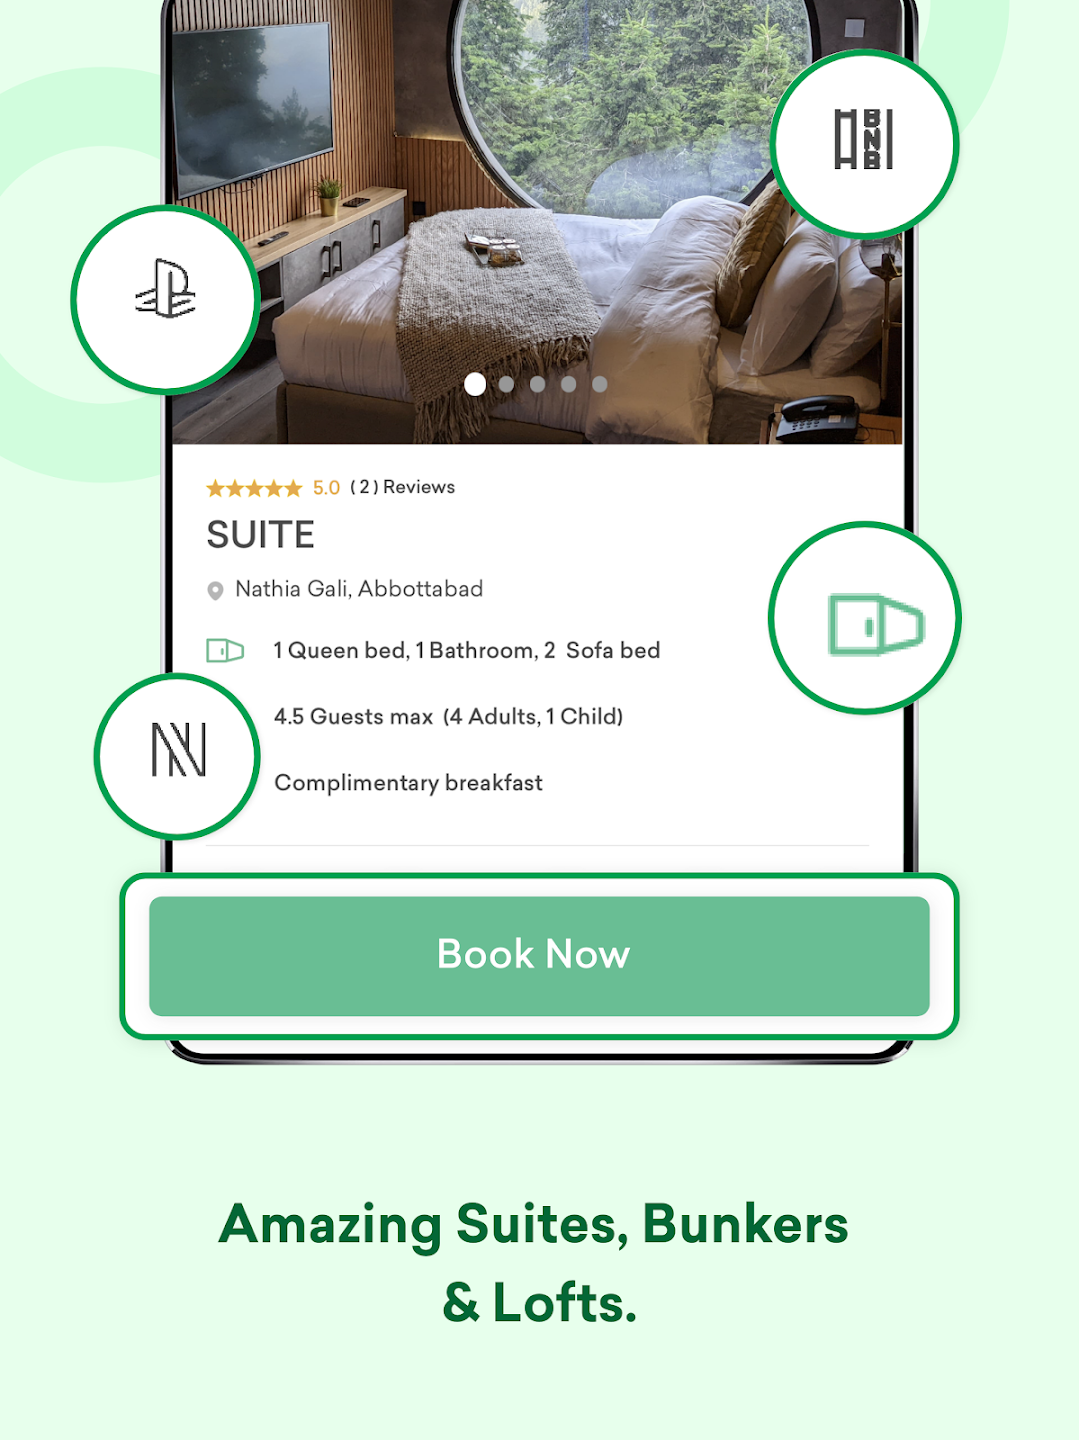 BNB
5.0 (2) Reviews
SUITE
Nathia Gali, Abbottabad
1 Queen bed, 1 Bathroom, 2 Sofa bed
4.5 Guests max (4 Adults, 1 Child)
N
Complimentary breakfast
Book Now
Amazing Suites, Bunkers
& Lofts.